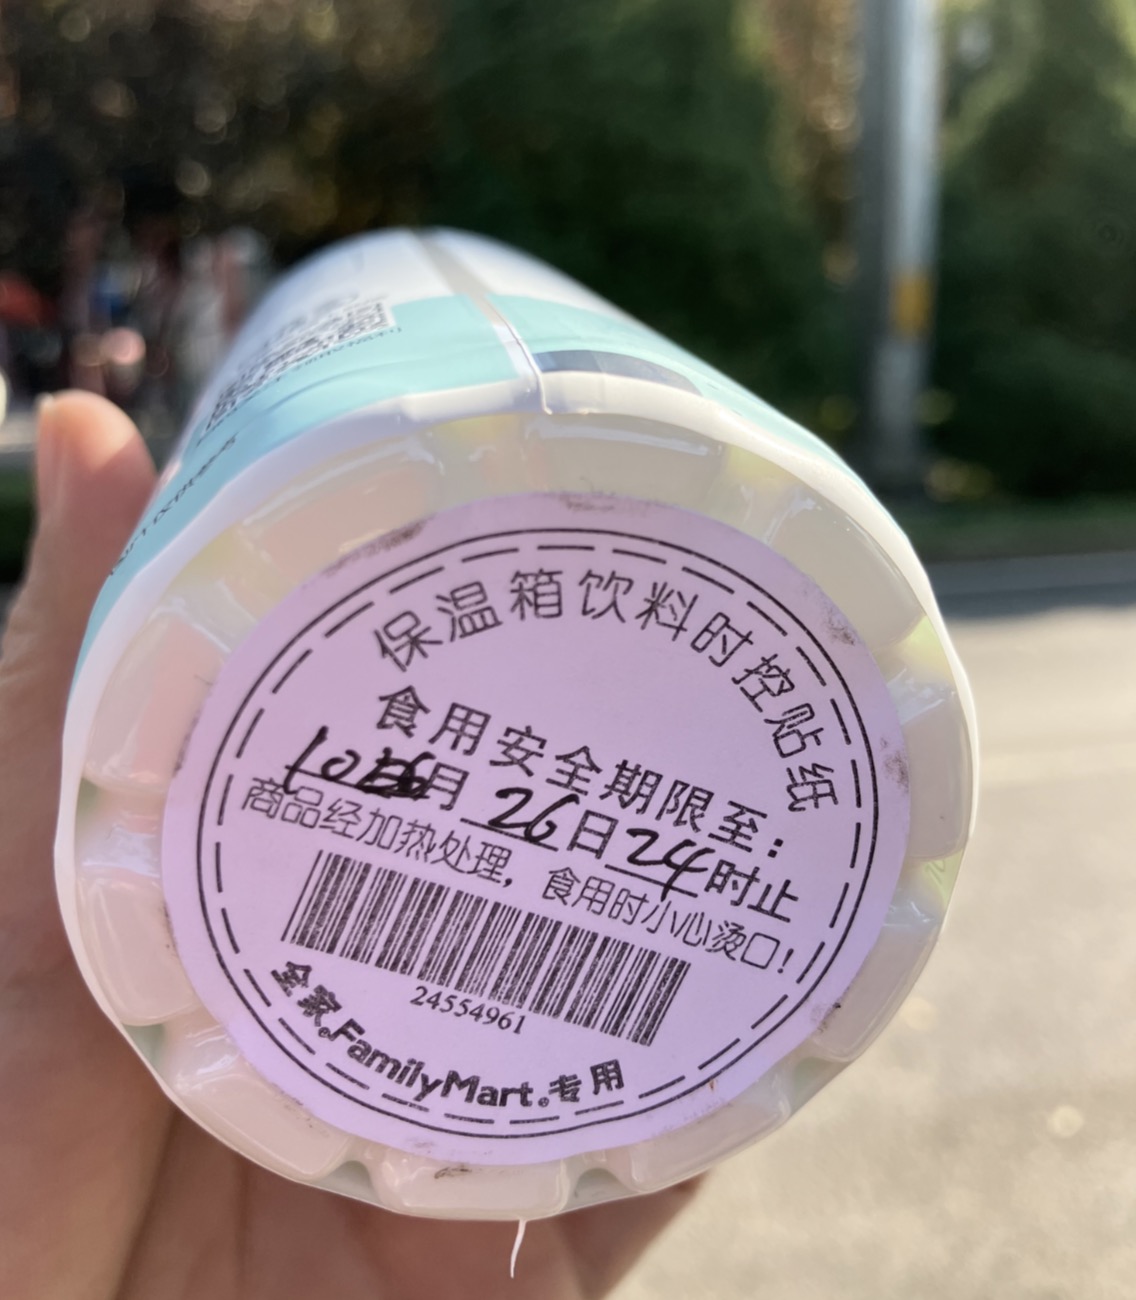 保温箱饮料时控贴纸
食用安全期限至:
10月26日24时止
商品经加热处理,食用时小心烫口!
24554961
全家FamilyMart专用